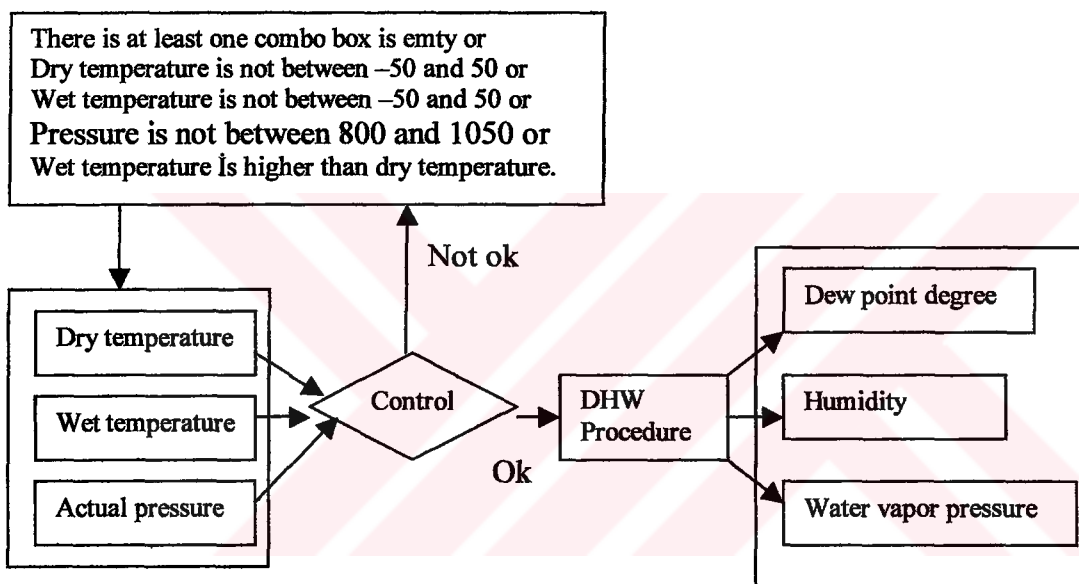 There is at least one combo box is emty or
Dry temperature is not between –50 and 50 or
Wet temperature is not between –50 and 50 or
Pressure is not between 800 and 1050 or
Wet temperature İs higher than dry temperature.
Not ok
Dry temperature
Wet temperature
Actual pressure
Control
Ok
DHW
Procedure
Dew point degree
Humidity
Water vapor pressure